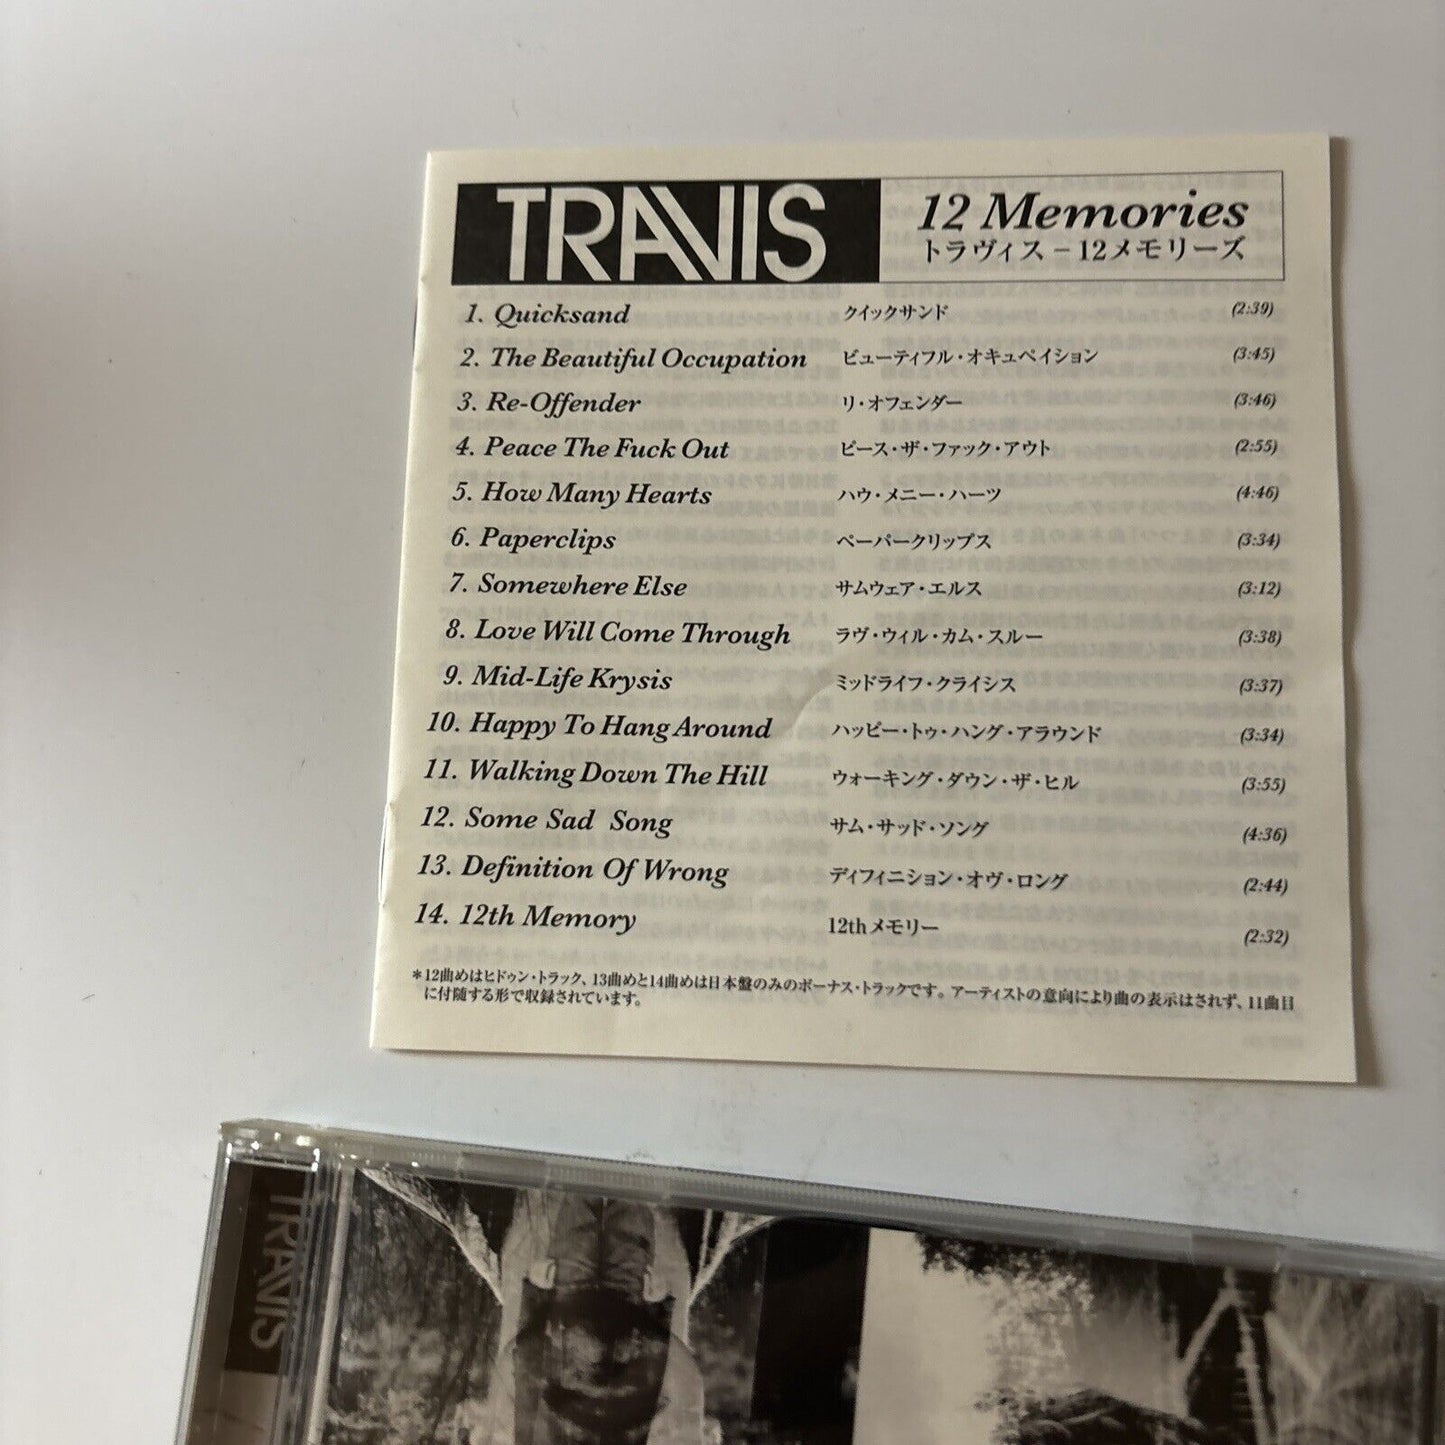 TRAVIS
12 Memories
トラヴィス－12メモリーズ
1. Quicksand クイックサンド (2:39)
2. The Beautiful Occupation ビューティフル・オキュペイション (3:45)
3. Re-Offender リ・オフェンダー (3:46)
4. Peace The Fuck Out ピース・ザ・ファック・アウト (2:55)
5. How Many Hearts ハウ・メニー・ハーツ (4:46)
6. Paperclips ペーパークリップス (3:34)
7. Somewhere Else サムウェア・エルス (3:12)
8. Love Will Come Through ラヴ・ウィル・カム・スルー (3:38)
9. Mid-Life Krysis ミッドライフ・クライシス (3:37)
10. Happy To Hang Around ハッピー・トゥ・ハング・アラウンド (3:34)
11. Walking Down The Hill ウォーキング・ダウン・ザ・ヒル (3:55)
12. Some Sad Song サム・サッド・ソング (4:36)
13. Definition Of Wrong ディフィニション・オヴ・ロング (2:44)
14. 12th Memory 12thメモリー (2:32)
＊12曲めはヒドゥン・トラック、13曲めと14曲めは日本盤のみのボーナス・トラックです。アーティストの意向により曲の表示はされず、11曲目
に付随する形で収録されています。
TRAVIS